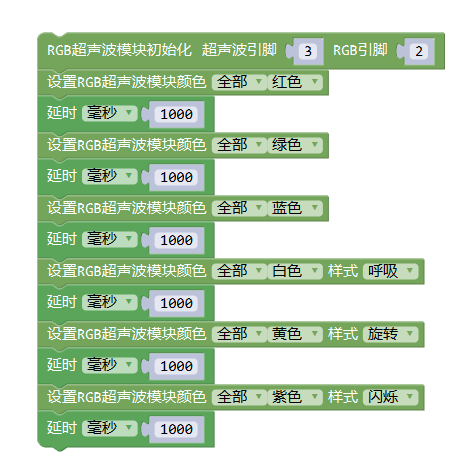 RGB超声波模块初始化 超声波引脚 3 RGB引脚 2
设置RGB超声波模块颜色 全部 红色
延时 毫秒 1000
设置RGB超声波模块颜色 全部 绿色
延时 毫秒 1000
设置RGB超声波模块颜色 全部 蓝色
延时 毫秒 1000
设置RGB超声波模块颜色 全部 白色 样式 呼吸
延时 毫秒 1000
设置RGB超声波模块颜色 全部 黄色 样式 旋转
延时 毫秒 1000
设置RGB超声波模块颜色 全部 紫色 样式 闪烁
延时 毫秒 1000